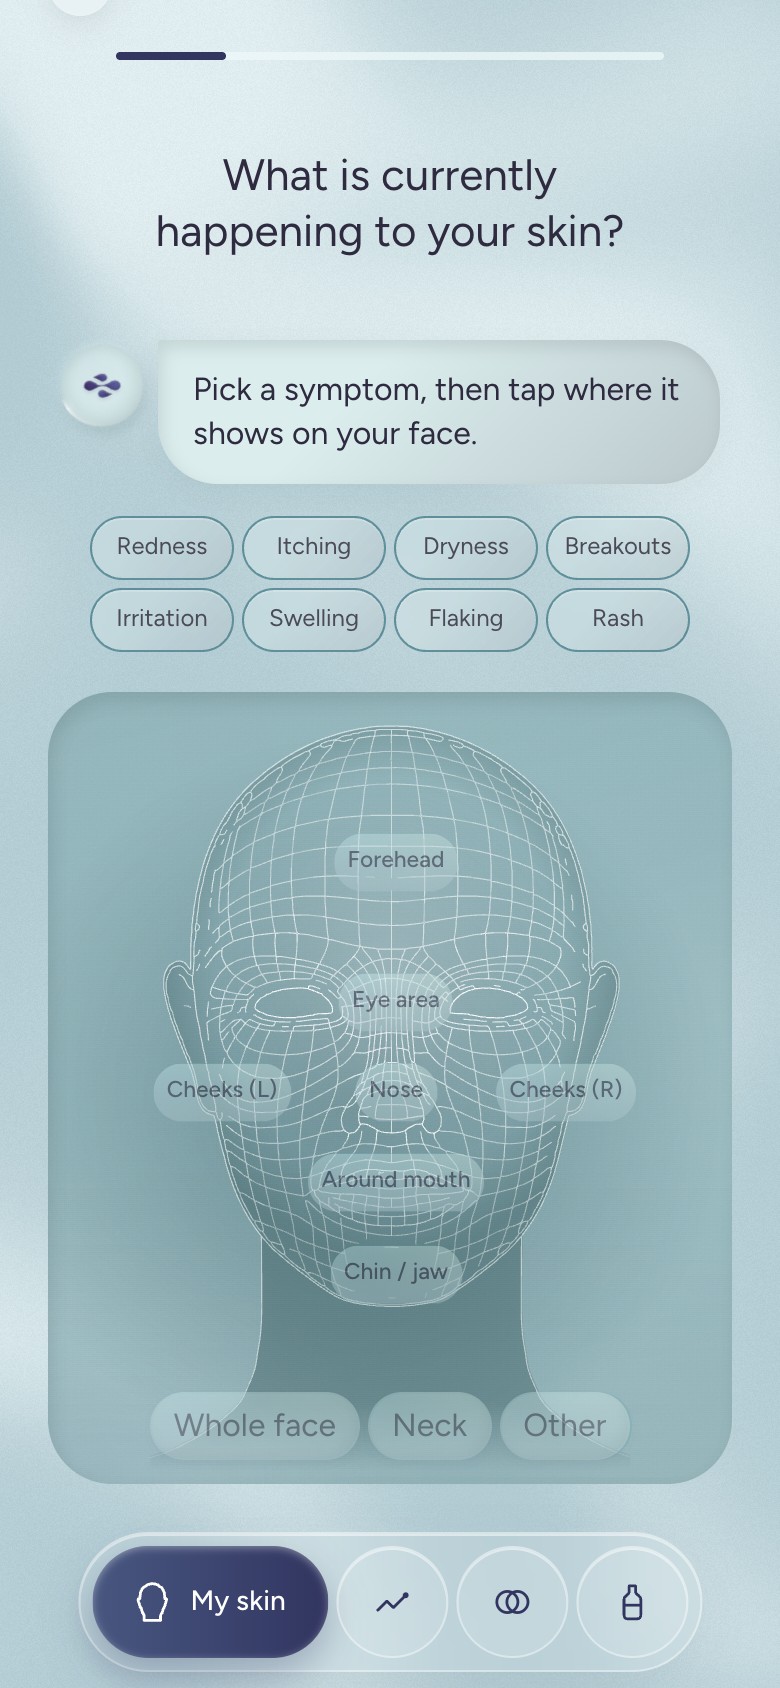 What is currently
happening to your skin?
Pick a symptom, then tap where it
shows on your face.
Redness
Itching
Dryness
Breakouts
Irritation
Swelling
Flaking
Rash
Forehead
Eye area
Cheeks (L)
Nose
Cheeks (R)
Around mouth
Chin / jaw
Whole face
Neck
Other
My skin